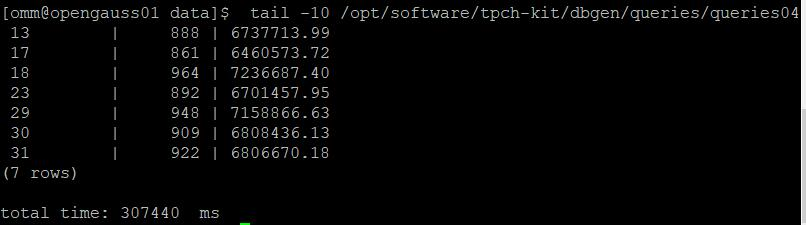 [omm@opengauss01 data]$  tail -10 /opt/software/tpch-kit/dbgen/queries/queries04
 13        |     888 | 6737713.99
 17        |     861 | 6460573.72
 18        |     964 | 7236687.40
 23        |     892 | 6701457.95
 29        |     948 | 7158866.63
 30        |     909 | 6808436.13
 31        |     922 | 6806670.18
(7 rows)
total time: 307440  ms